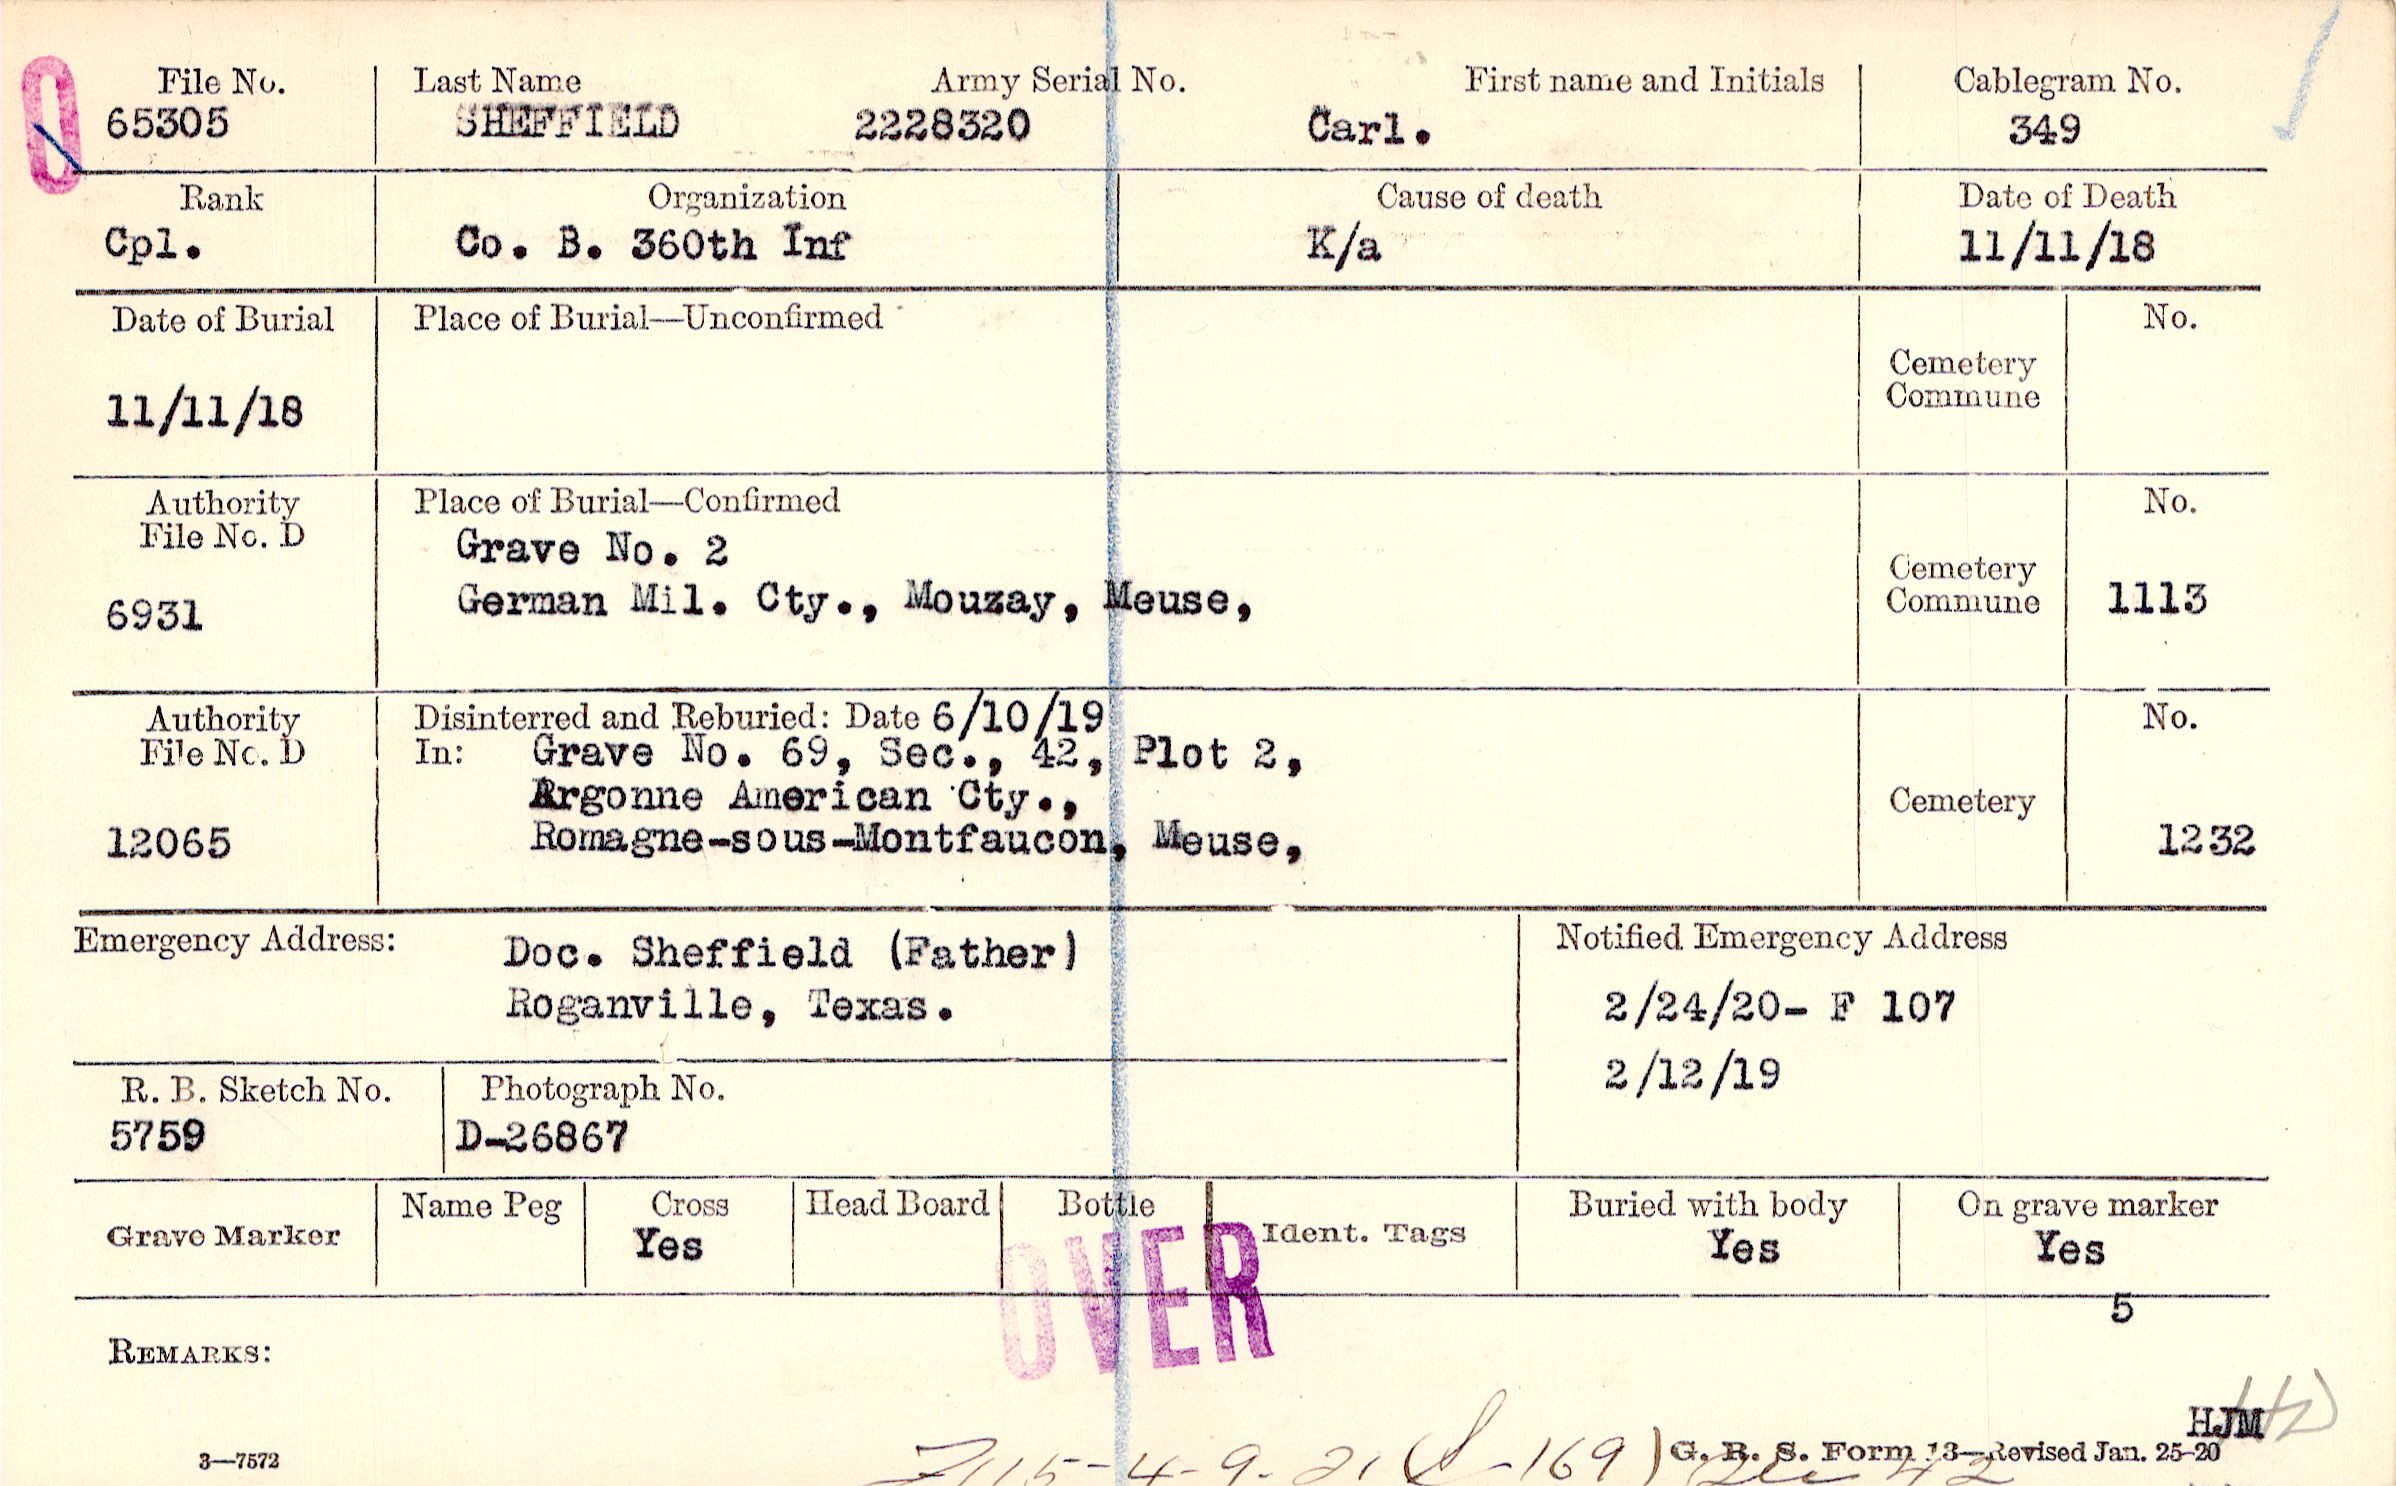 File No. Last Name Army Serial No. First name and Initials Cablegram No.
65305 SHEFFIELD 2228320 Carl. 349
Rank Organization Cause of death Date of Death
Cpl. Co. B. 360th Inf K/a 11/11/18
Date of Burial Place of Burial—Unconfirmed No.
Cemetery
Commune
11/11/18
Authority Place of Burial—Confirmed No.
File No. D
Grave No. 2
German Mil. Cty., Mouzay, Meuse,
Cemetery
Commune
6931 1113
Authority Disinterred and Reburied: Date 6/10/19 No.
File No. D In: Grave No. 69, Sec., 42, Plot 2,
Argonne American Cty., Cemetery
12065 Romagne-sous-Montfaucon, Meuse, 1232
Emergency Address: Doc. Sheffield (Father) Notified Emergency Address
Roganville, Texas. 2/24/20- F 107
2/12/19
R. B. Sketch No. Photograph No.
5759 D-26867
Name Peg Cross Head Board Bottle Buried with body On grave marker
Grave Marker Yes Ident. Tags Yes Yes
OVER
5
REMARKS:
HJM
3—7572 4-9-21 169) G. R. S. Form 13—Revised Jan. 25-20